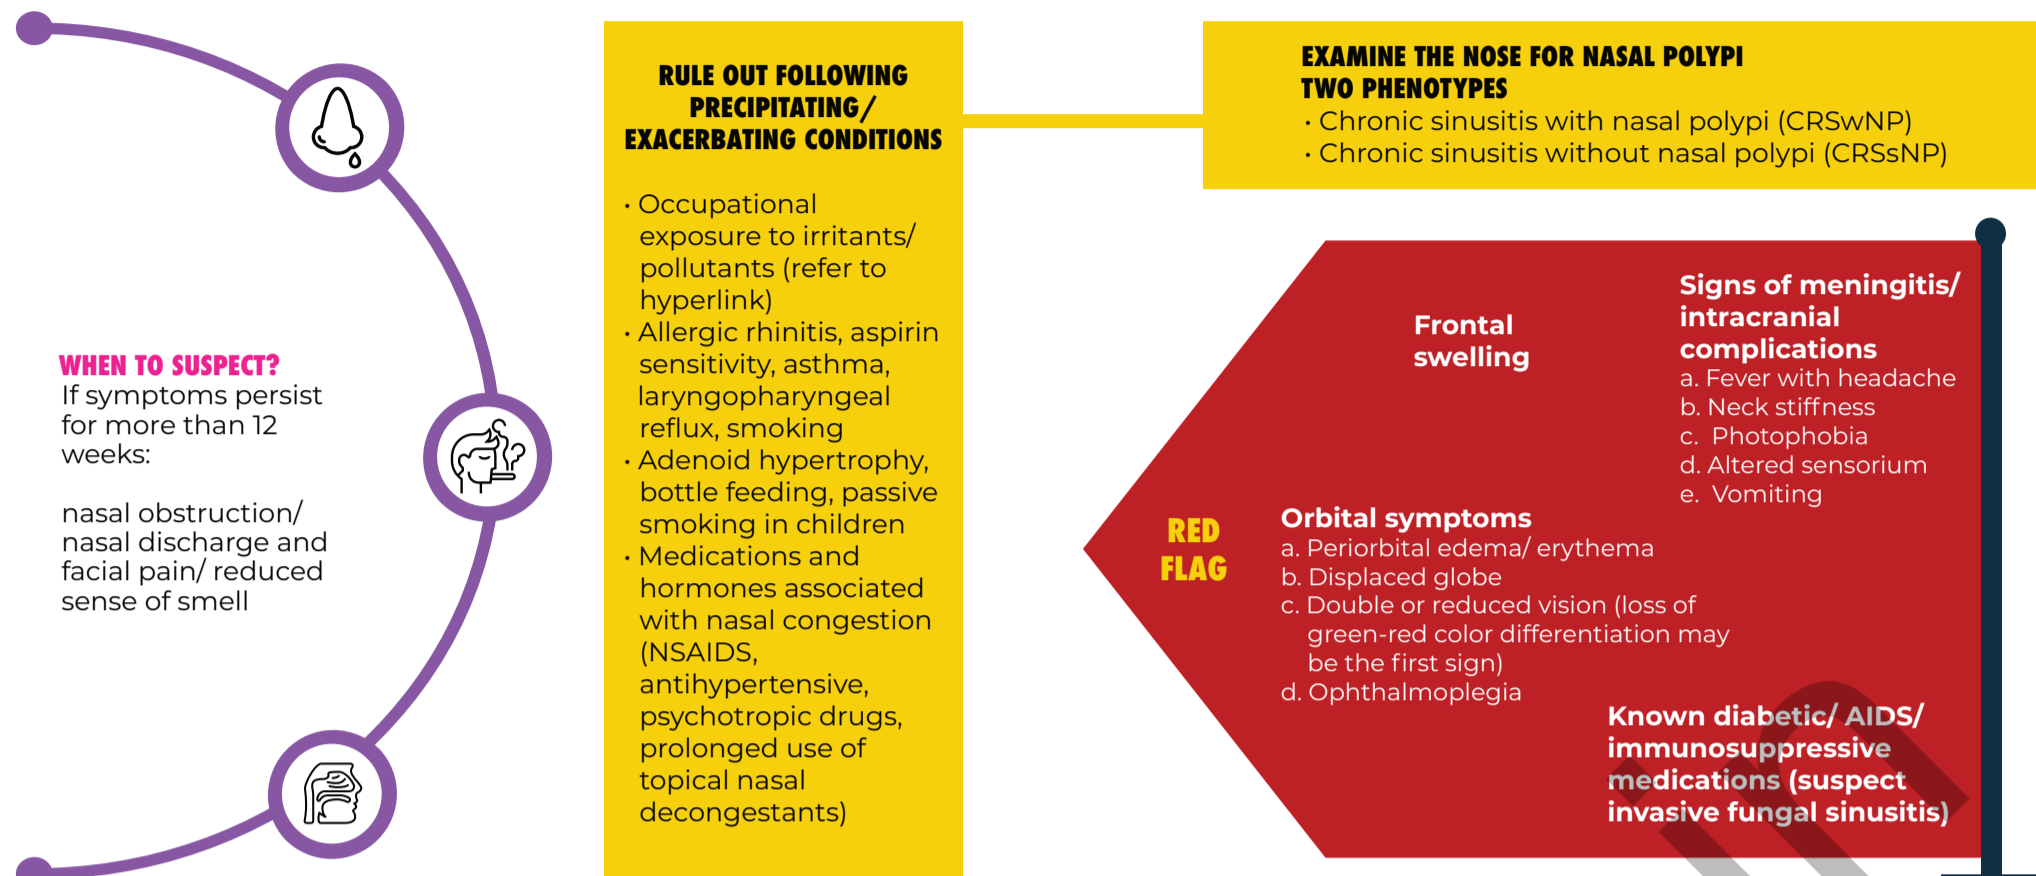 WHEN TO SUSPECT?
If symptoms persist
for more than 12
weeks:
nasal obstruction/
nasal discharge and
facial pain/ reduced
sense of smell
RULE OUT FOLLOWING
PRECIPITATING/
EXACERBATING CONDITIONS
• Occupational
exposure to irritants/
pollutants (refer to
hyperlink)
• Allergic rhinitis, aspirin
sensitivity, asthma,
laryngopharyngeal
reflux, smoking
• Adenoid hypertrophy,
bottle feeding, passive
smoking in children
• Medications and
hormones associated
with nasal congestion
(NSAIDS,
antihypertensive,
psychotropic drugs,
prolonged use of
topical nasal
decongestants)
EXAMINE THE NOSE FOR NASAL POLYPI
TWO PHENOTYPES
• Chronic sinusitis with nasal polypi (CRSwNP)
• Chronic sinusitis without nasal polypi (CRSsNP)
RED
FLAG
Frontal
swelling
Signs of meningitis/
intracranial
complications
a. Fever with headache
b. Neck stiffness
c. Photophobia
d. Altered sensorium
e. Vomiting
Orbital symptoms
a. Periorbital edema/ erythema
b. Displaced globe
c. Double or reduced vision (loss of
green-red color differentiation may
be the first sign)
d. Ophthalmoplegia
Known diabetic/ AIDS/
immunosuppressive
medications (suspect
invasive fungal sinusitis)
in